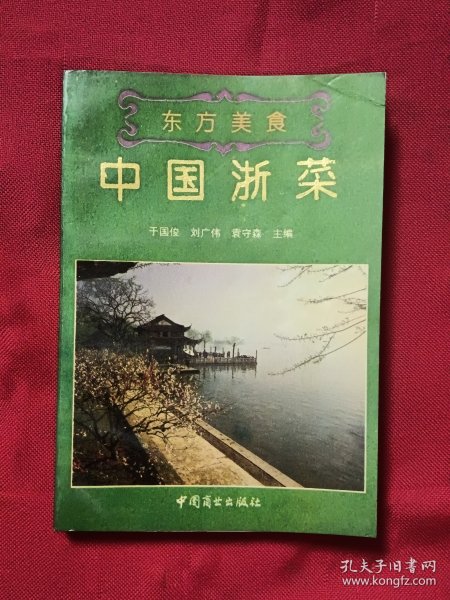 东方美食
中国浙菜
于国俊 刘广伟 袁守森 主编
中国商业出版社
孔夫子旧书网
www.kongfz.com